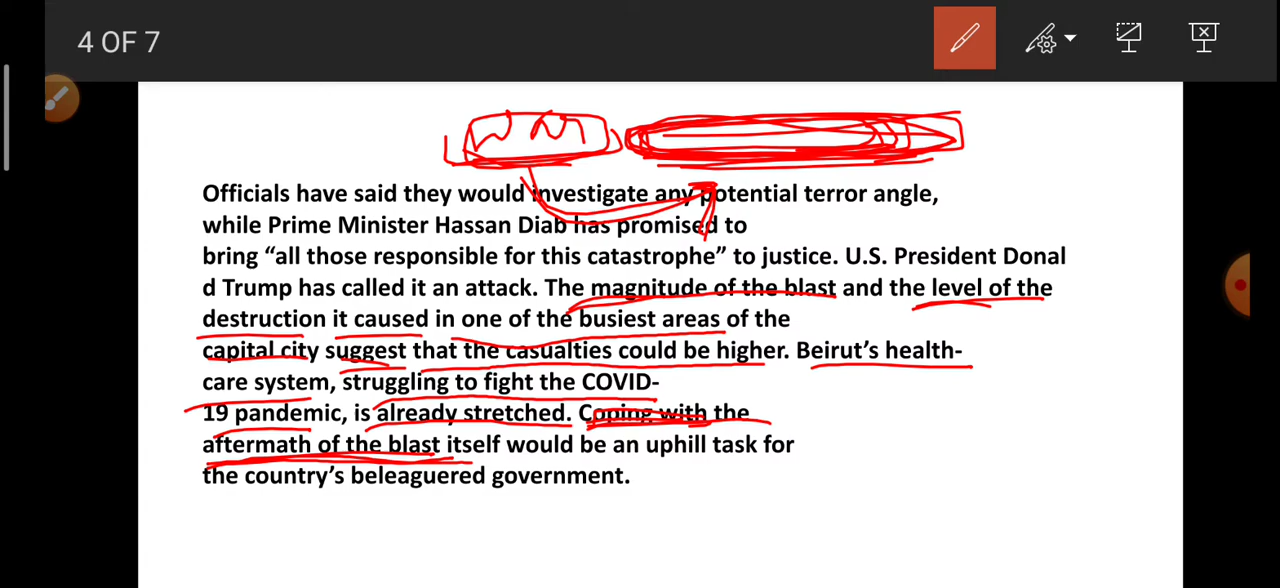 4 OF 7
Officials have said they would investigate any potential terror angle,
while Prime Minister Hassan Diab has promised to
bring “all those responsible for this catastrophe” to justice. U.S. President Donal
d Trump has called it an attack. The magnitude of the blast and the level of the
destruction it caused in one of the busiest areas of the
capital city suggest that the casualties could be higher. Beirut’s health-
care system, struggling to fight the COVID-
19 pandemic, is already stretched. Coping with the
aftermath of the blast itself would be an uphill task for
the country’s beleaguered government.